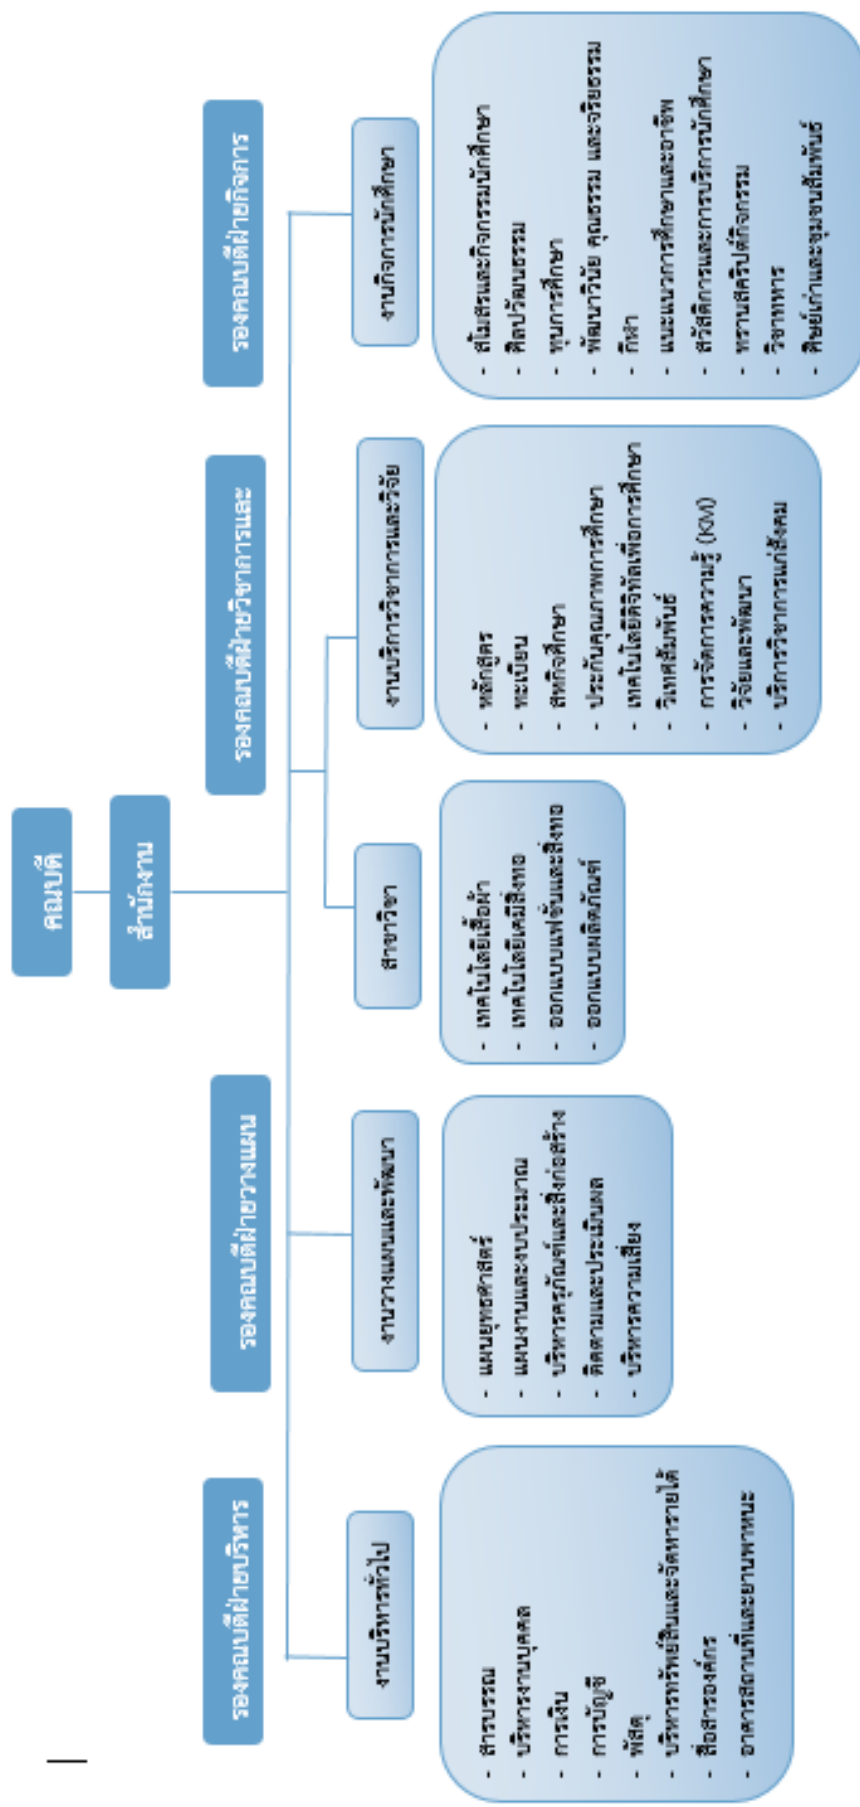 คณบดี
สำนักงาน
รองคณบดีฝ่ายบริหาร
รองคณบดีฝ่ายวางแผน
รองคณบดีฝ่ายวิชาการและ
รองคณบดีฝ่ายกิจการ
งานบริหารทั่วไป
งานวางแผนและพัฒนา
สาขาวิชา
งานบริการวิชาการและวิจัย
งานกิจการนักศึกษา
- สารบรรณ
- บริหารงานบุคคล
- การเงิน
- การบัญชี
- พัสดุ
- บริหารทรัพย์สินและจัดหารายได้
- สื่อสารองค์กร
- อาคารสถานที่และยานพาหนะ
- แผนยุทธศาสตร์
- แผนงานและงบประมาณ
- บริหารครุภัณฑ์และสิ่งก่อสร้าง
- ติดตามและประเมินผล
- บริหารความเสี่ยง
- เทคโนโลยีเสื้อผ้า
- เทคโนโลยีเคมีสิ่งทอ
- ออกแบบแฟชั่นและสิ่งทอ
- ออกแบบผลิตภัณฑ์
- หลักสูตร
- ทะเบียน
- สหกิจศึกษา
- ประกันคุณภาพการศึกษา
- เทคโนโลยีดิจิทัลเพื่อการศึกษา
- วิเทศสัมพันธ์
- การจัดการความรู้ (KM)
- วิจัยและพัฒนา
- บริการวิชาการแก่สังคม
- สโมสรและกิจกรรมนักศึกษา
- ศิลปวัฒนธรรม
- ทุนการศึกษา
- พัฒนาวินัย คุณธรรม และจริยธรรม
- กีฬา
- แนะแนวการศึกษาและอาชีพ
- สวัสดิการและการบริการนักศึกษา
- ทรานสคริปต์กิจกรรม
- วิชาทหาร
- ศิษย์เก่าและชุมชนสัมพันธ์